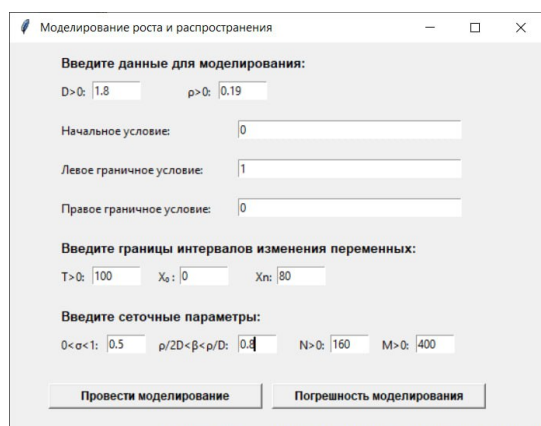 Моделирование роста и распространения
Введите данные для моделирования:
D>0: 1.8 ρ>0: 0.19
Начальное условие: 0
Левое граничное условие: 1
Правое граничное условие: 0
Введите границы интервалов изменения переменных:
T>0: 100 X₀ : 0 Xn: 80
Введите сеточные параметры:
0<σ<1: 0.5 ρ/2D<β<ρ/D: 0.8 N>0: 160 M>0: 400
Провести моделирование Погрешность моделирования